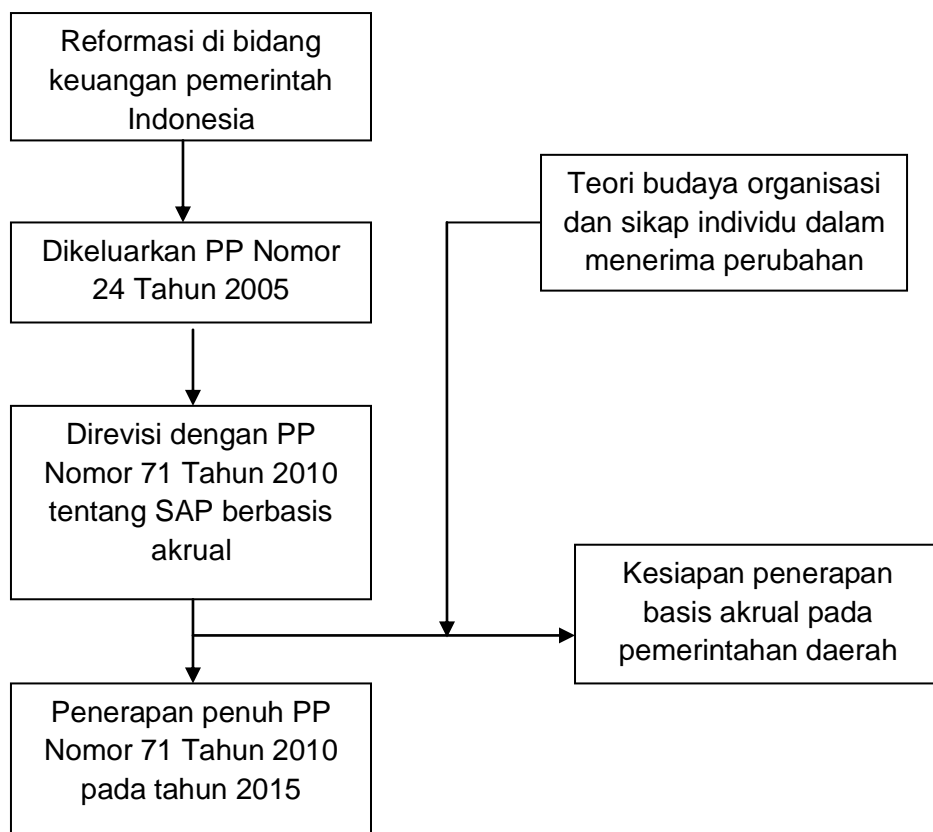 Reformasi di bidang
keuangan pemerintah
Indonesia
Teori budaya organisasi
dan sikap individu dalam
menerima perubahan
Dikeluarkan PP Nomor
24 Tahun 2005
Direvisi dengan PP
Nomor 71 Tahun 2010
tentang SAP berbasis
akrual
Kesiapan penerapan
basis akrual pada
pemerintahan daerah
Penerapan penuh PP
Nomor 71 Tahun 2010
pada tahun 2015